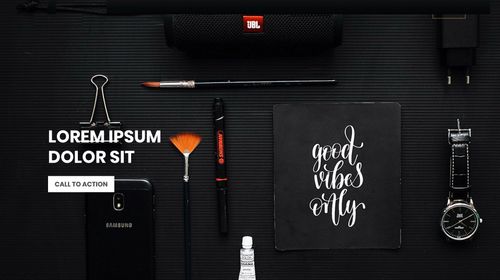 JBL
LOREM IPSUM
DOLOR SIT
CALL TO ACTION
SAMSUNG
good
vibes
only